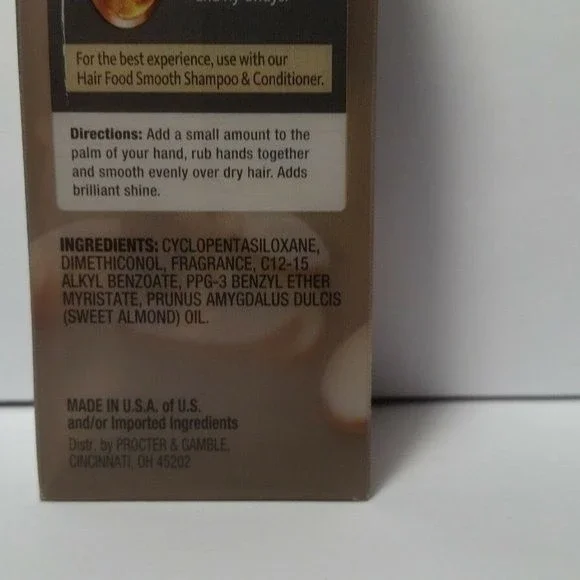 For the best experience, use with our
Hair Food Smooth Shampoo & Conditioner.
Directions: Add a small amount to the
palm of your hand, rub hands together
and smooth evenly over dry hair. Adds
brilliant shine.
INGREDIENTS: CYCLOPENTASILOXANE,
DIMETHICONOL, FRAGRANCE, C12-15
ALKYL BENZOATE, PPG-3 BENZYL ETHER
MYRISTATE, PRUNUS AMYGDALUS DULCIS
(SWEET ALMOND) OIL.
MADE IN U.S.A. of U.S.
and/or Imported Ingredients
Distr. by PROCTER & GAMBLE,
CINCINNATI, OH 45202